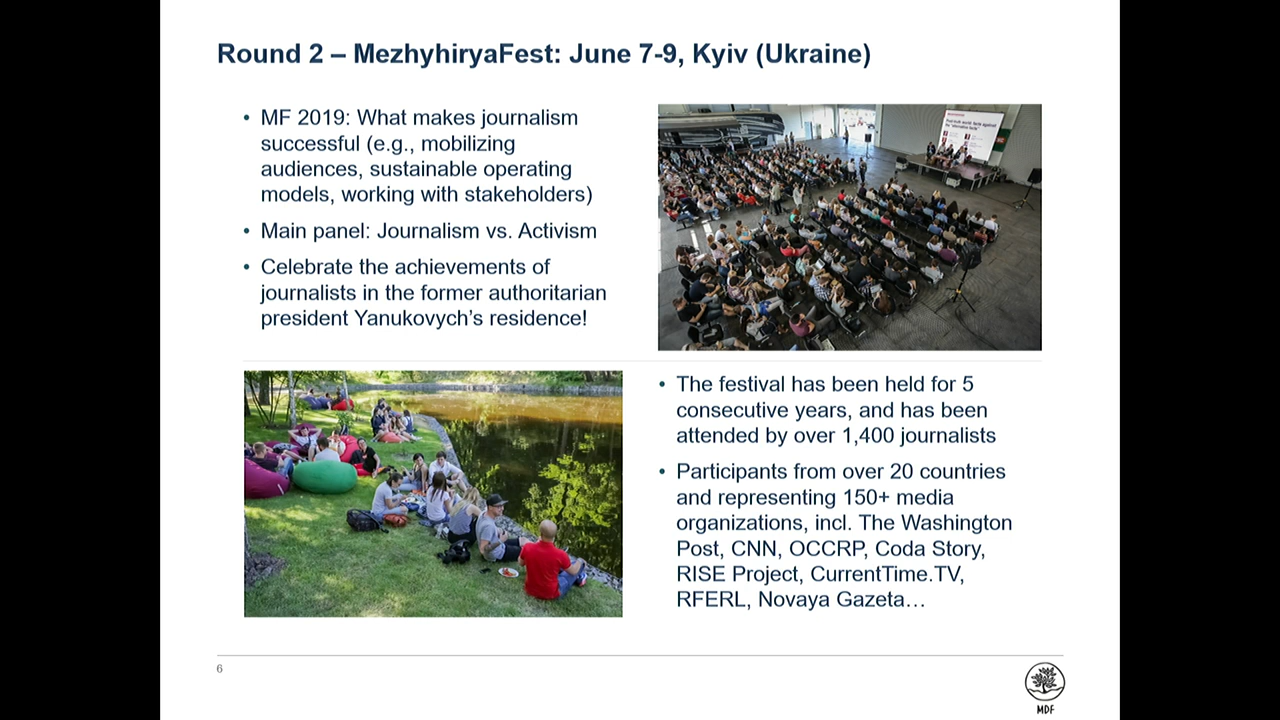 Round 2 – MezhyhiryaFest: June 7-9, Kyiv (Ukraine)
• MF 2019: What makes journalism
successful (e.g., mobilizing
audiences, sustainable operating
models, working with stakeholders)
• Main panel: Journalism vs. Activism
• Celebrate the achievements of
journalists in the former authoritarian
president Yanukovych’s residence!
• The festival has been held for 5
consecutive years, and has been
attended by over 1,400 journalists
• Participants from over 20 countries
and representing 150+ media
organizations, incl. The Washington
Post, CNN, OCCRP, Coda Story,
RISE Project, CurrentTime.TV,
RFERL, Novaya Gazeta…
6
MDF